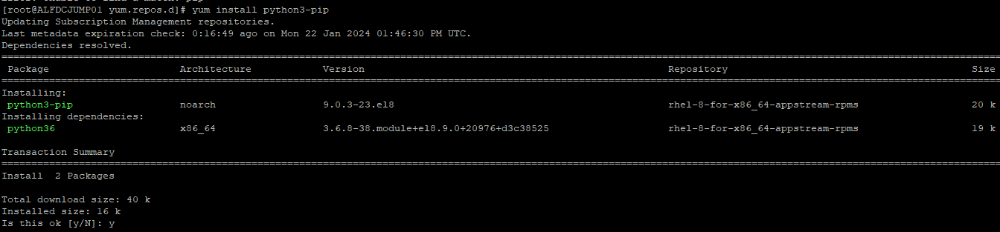 [root@ALFDCJUMP01 yum.repos.d]# yum install python3-pip
Updating Subscription Management repositories.
Last metadata expiration check: 0:16:49 ago on Mon 22 Jan 2024 01:46:30 PM UTC.
Dependencies resolved.
Package Architecture Version Repository Size
Installing:
python3-pip noarch 9.0.3-23.el8 rhel-8-for-x86_64-appstream-rpms 20 k
Installing dependencies:
python36 x86_64 3.6.8-38.module+el8.9.0+20976+d3c38525 rhel-8-for-x86_64-appstream-rpms 19 k
Transaction Summary
Install 2 Packages
Total download size: 40 k
Installed size: 16 k
Is this ok [y/N]: y